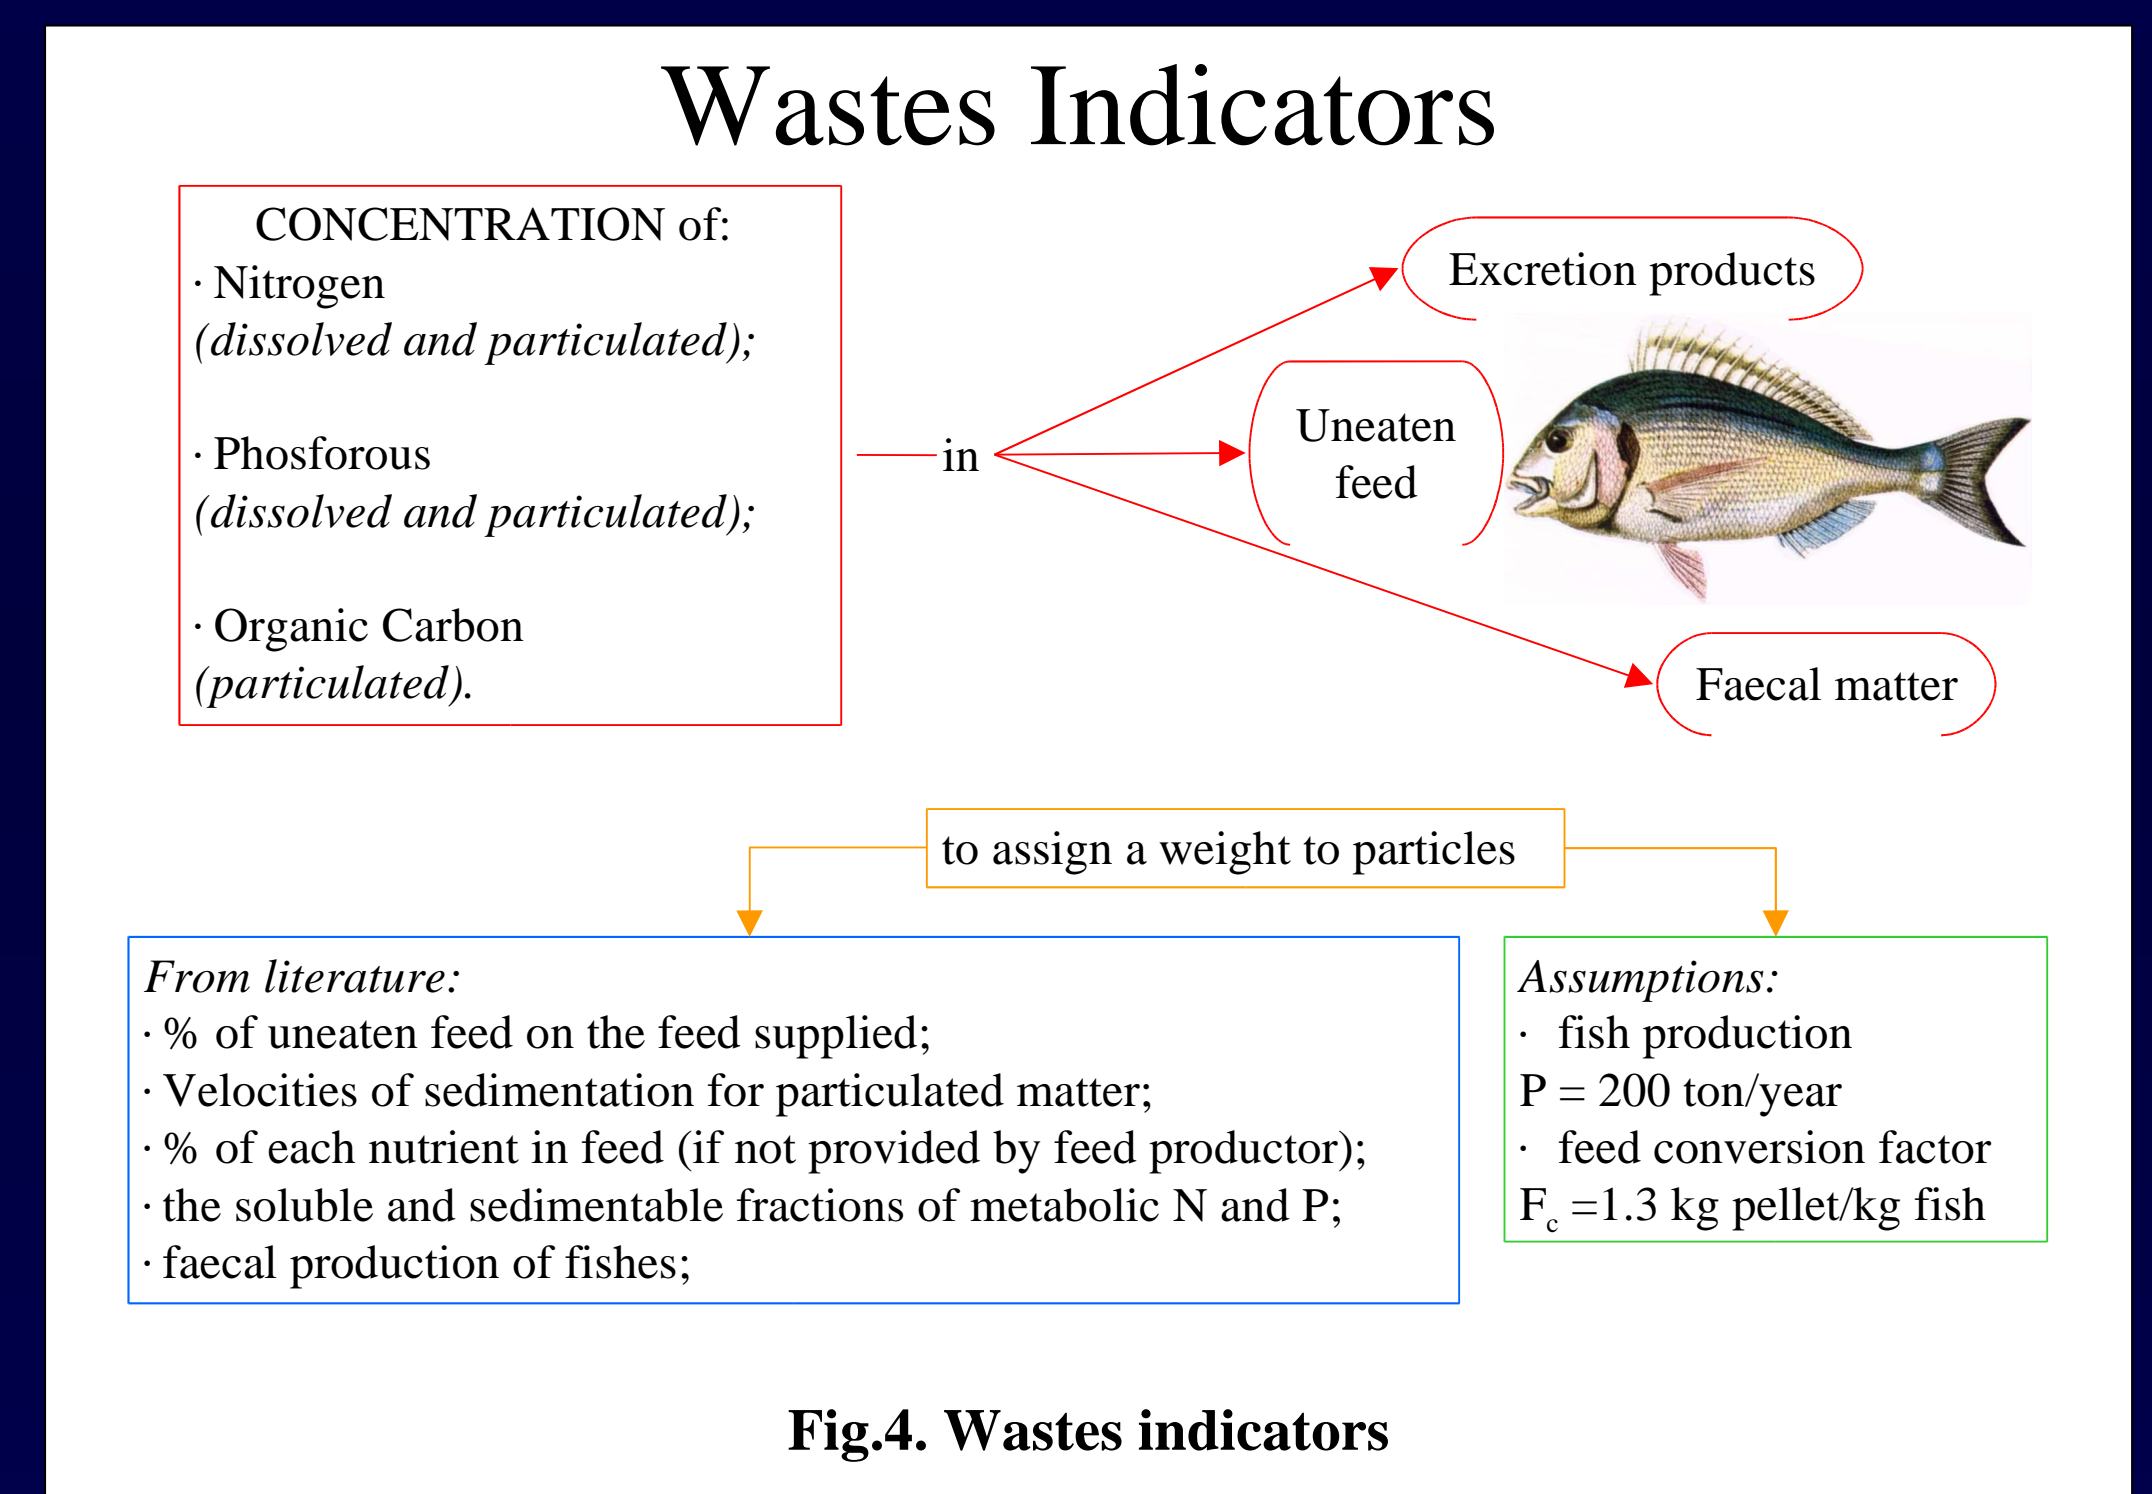 Wastes Indicators
CONCENTRATION of:
· Nitrogen
(dissolved and particulated);
· Phosforous
(dissolved and particulated);
· Organic Carbon
(particulated).
in
Excretion products
Uneaten
feed
Faecal matter
to assign a weight to particles
From literature:
· % of uneaten feed on the feed supplied;
· Velocities of sedimentation for particulated matter;
· % of each nutrient in feed (if not provided by feed productor);
· the soluble and sedimentable fractions of metabolic N and P;
· faecal production of fishes;
Assumptions:
· fish production
P = 200 ton/year
· feed conversion factor
Fc =1.3 kg pellet/kg fish
Fig.4. Wastes indicators